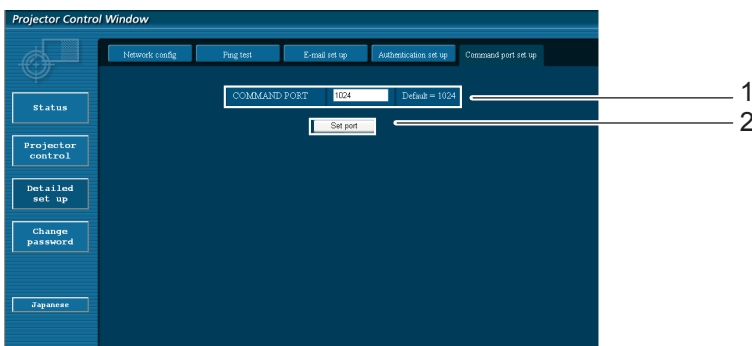 Projector Control Window
Network config
Ping test
E-mail set up
Authentication set up
Command port set up
COMMAND PORT 1024 Default = 1024
1
Set port
2
Status
Projector
control
Detailed
set up
Change
password
Japanese